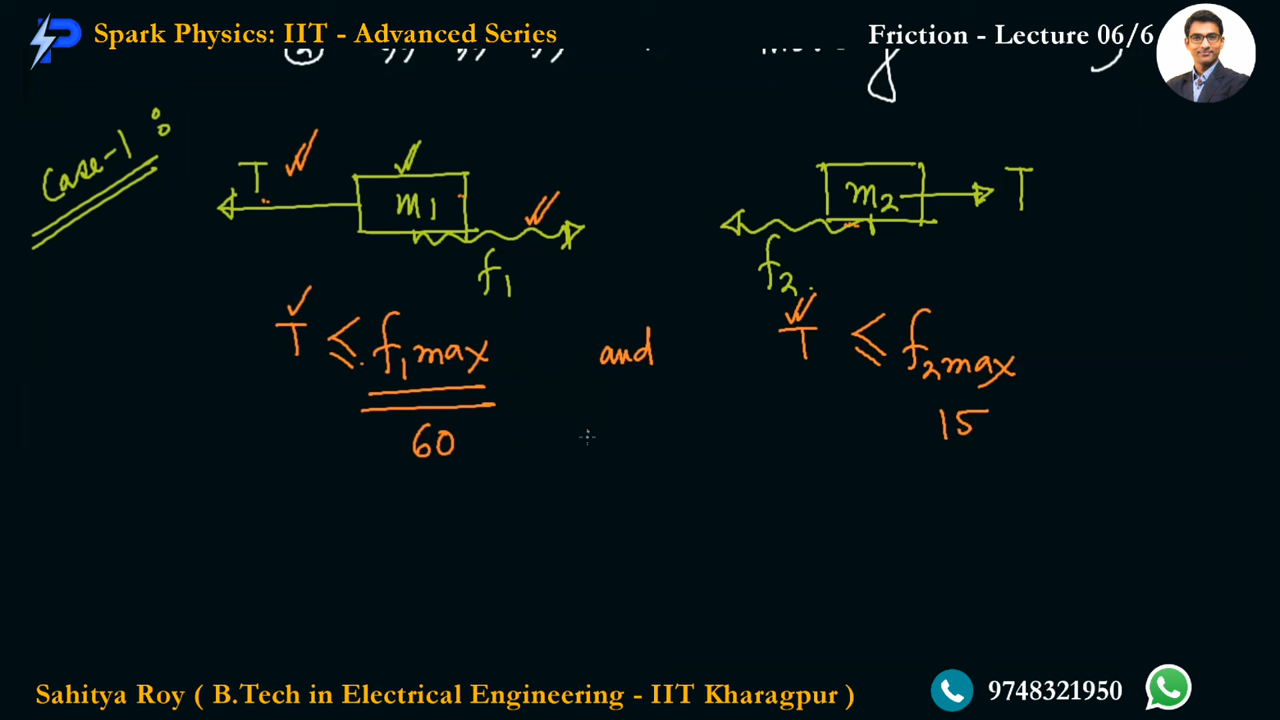 Spark Physics: IIT - Advanced Series
Friction - Lecture 06/6
Case-1 :
T
m1
f1
m2
T
f2
T ≤ f1max and T ≤ f2max
60
15
Sahitya Roy ( B.Tech in Electrical Engineering - IIT Kharagpur )
9748321950